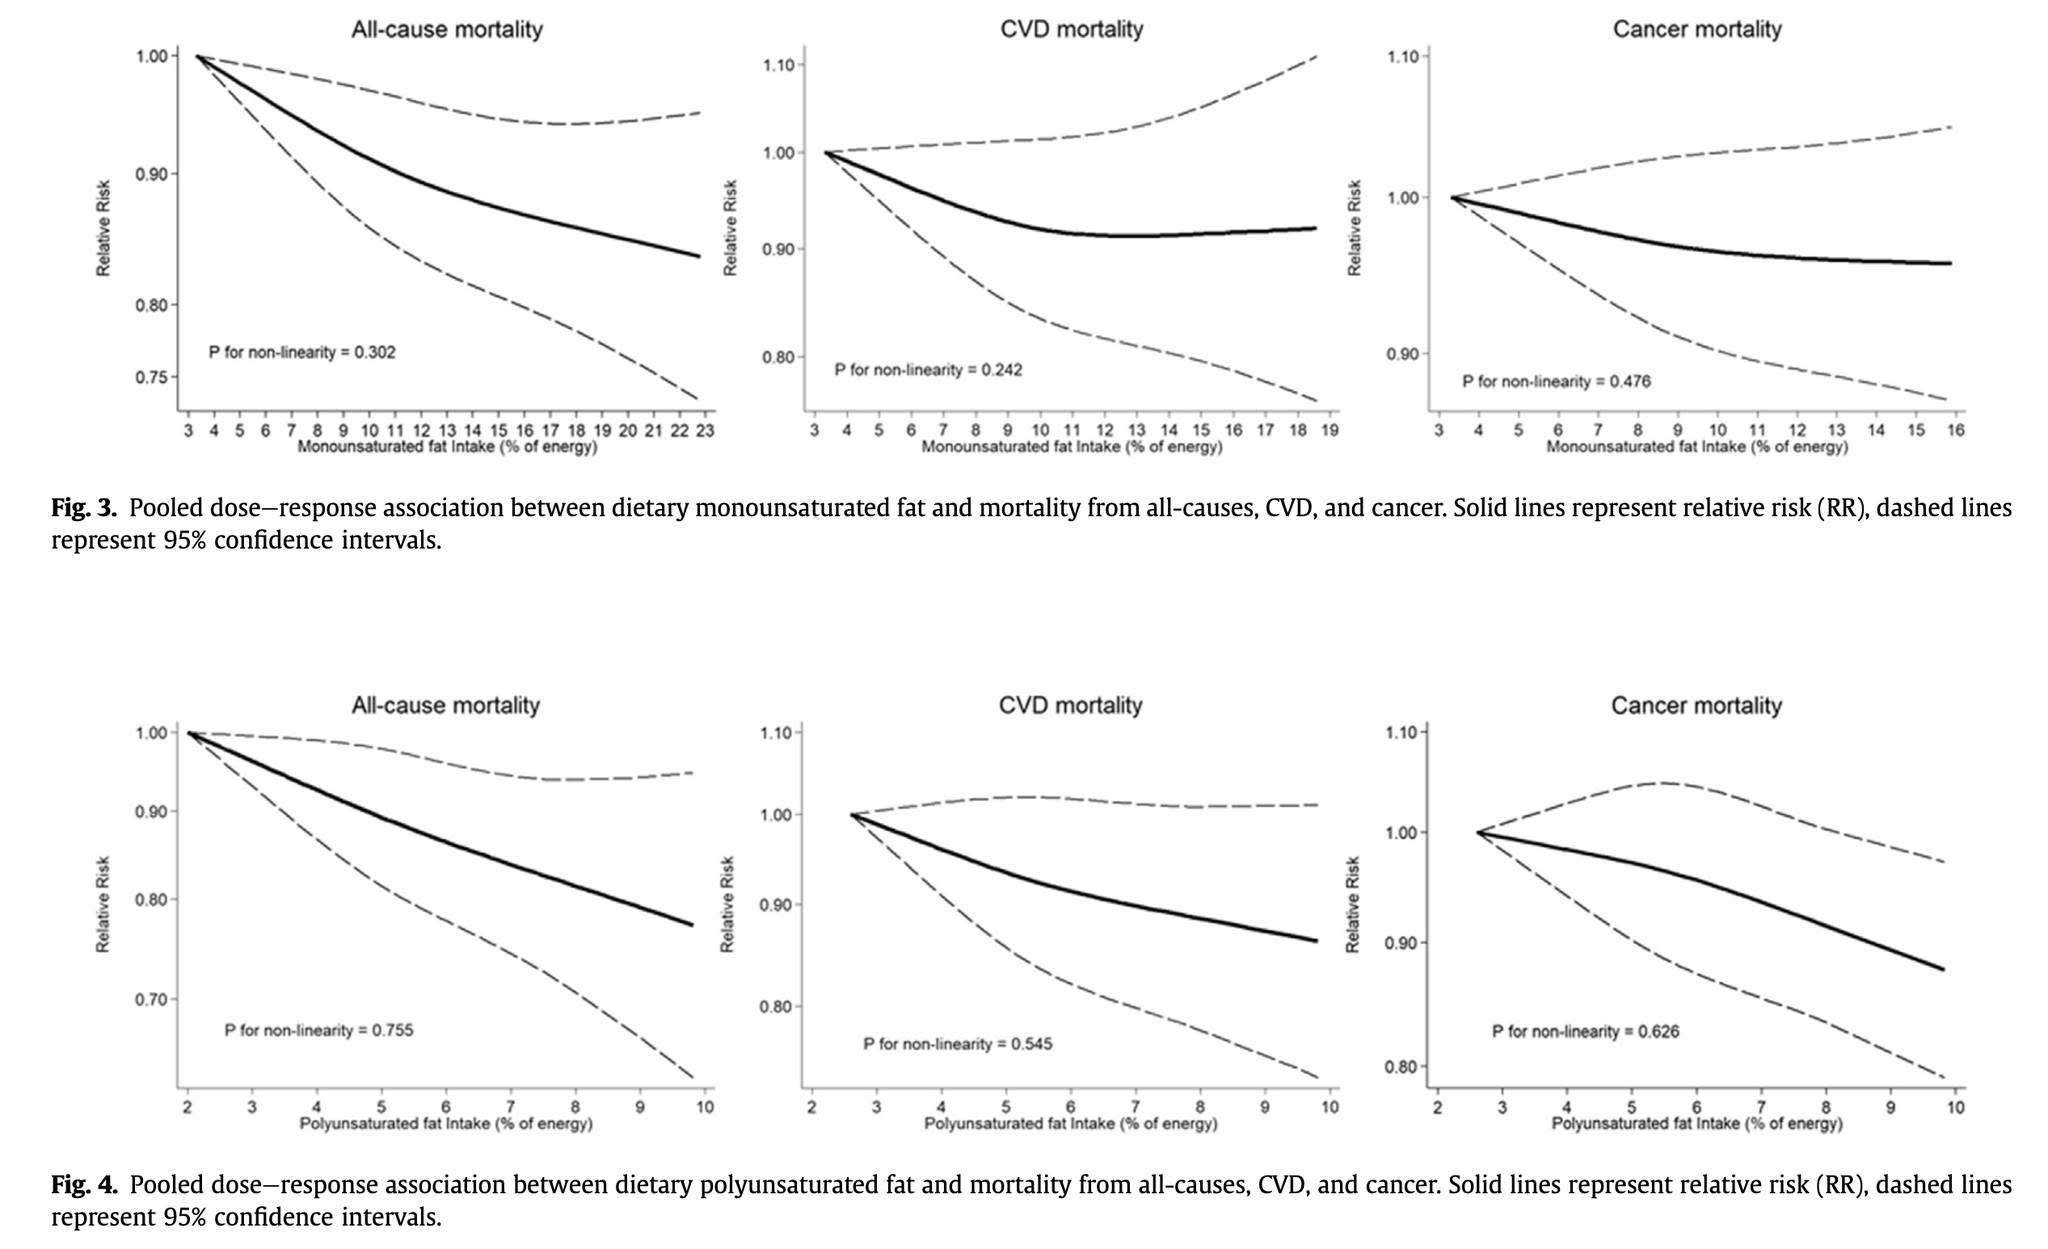 All-cause mortality
1.00
0.90
0.80
0.75
Relative Risk
P for non-linearity = 0.302
3 4 5 6 7 8 9 10 11 12 13 14 15 16 17 18 19 20 21 22 23
Monounsaturated fat Intake (% of energy)
CVD mortality
1.10
1.00
0.90
0.80
Relative Risk
P for non-linearity = 0.242
3 4 5 6 7 8 9 10 11 12 13 14 15 16 17 18 19
Monounsaturated fat Intake (% of energy)
Cancer mortality
1.10
1.00
0.90
Relative Risk
P for non-linearity = 0.476
3 4 5 6 7 8 9 10 11 12 13 14 15 16
Monounsaturated fat Intake (% of energy)
Fig. 3. Pooled dose–response association between dietary monounsaturated fat and mortality from all-causes, CVD, and cancer. Solid lines represent relative risk (RR), dashed lines
represent 95% confidence intervals.
All-cause mortality
1.00
0.90
0.80
0.70
Relative Risk
P for non-linearity = 0.755
2 3 4 5 6 7 8 9 10
Polyunsaturated fat Intake (% of energy)
CVD mortality
1.10
1.00
0.90
0.80
Relative Risk
P for non-linearity = 0.545
2 3 4 5 6 7 8 9 10
Polyunsaturated fat Intake (% of energy)
Cancer mortality
1.10
1.00
0.90
0.80
Relative Risk
P for non-linearity = 0.626
2 3 4 5 6 7 8 9 10
Polyunsaturated fat Intake (% of energy)
Fig. 4. Pooled dose–response association between dietary polyunsaturated fat and mortality from all-causes, CVD, and cancer. Solid lines represent relative risk (RR), dashed lines
represent 95% confidence intervals.